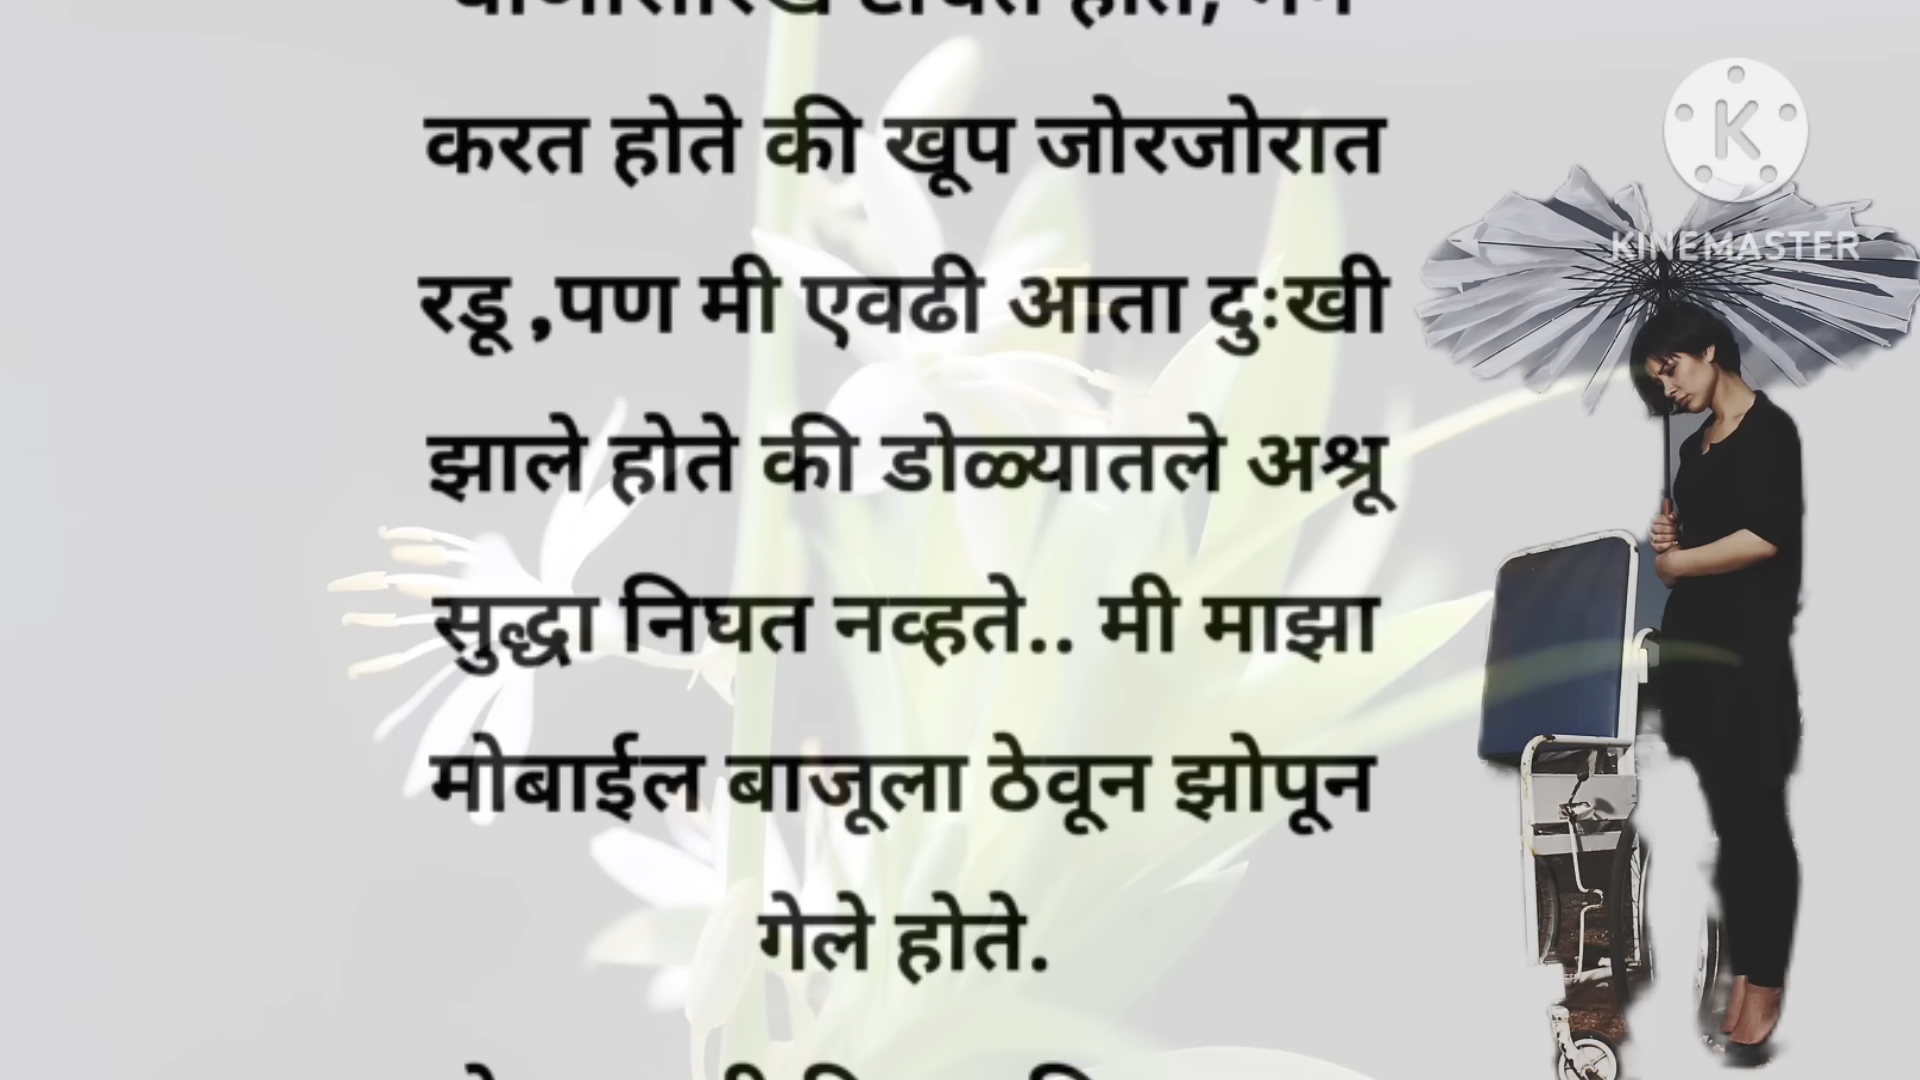 करत होते की खूप जोरजोरात
रडू ,पण मी एवढी आता दुःखी
झाले होते की डोळ्यातले अश्रू
सुद्धा निघत नव्हते.. मी माझा
मोबाईल बाजूला ठेवून झोपून
गेले होते.
KINEMASTER